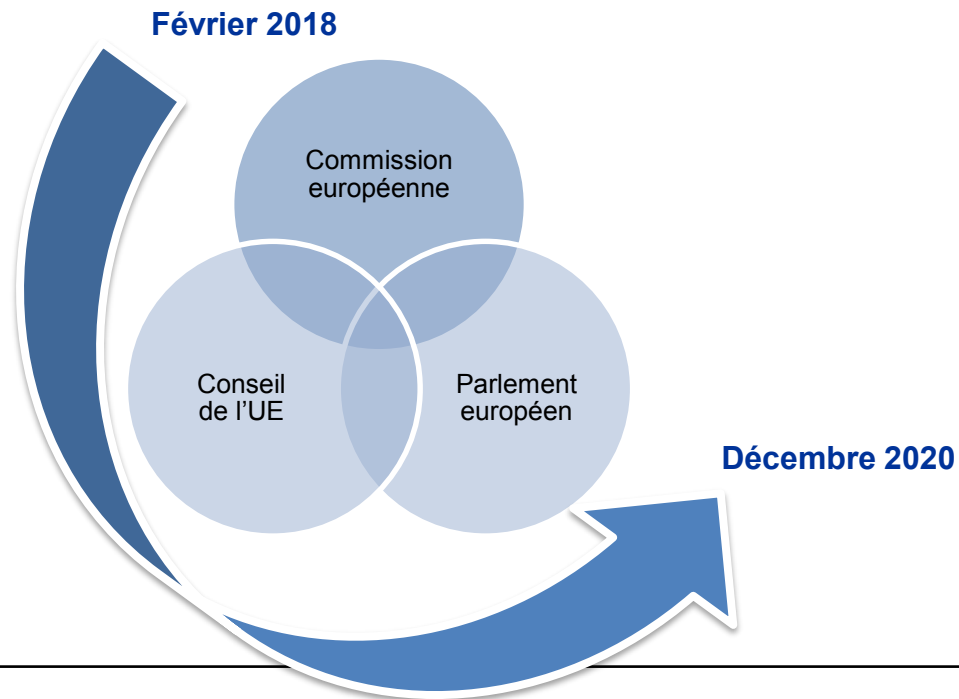 Février 2018
Commission
européenne
Conseil
de l’UE
Parlement
européen
Décembre 2020